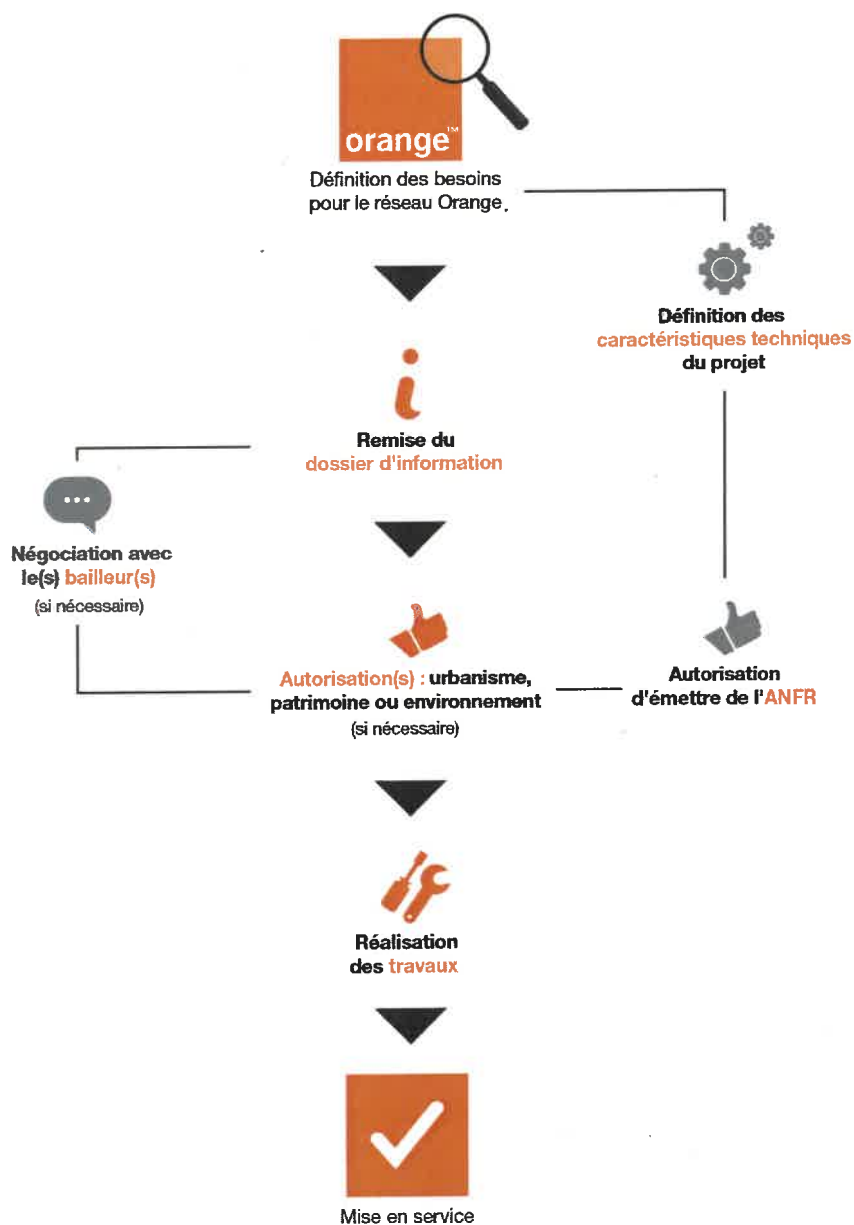 orange™
Définition des besoins
pour le réseau Orange.
Définition des
caractéristiques techniques
du projet
Remise du
dossier d'information
Négociation avec
le(s) bailleur(s)
(si nécessaire)
Autorisation(s) : urbanisme,
patrimoine ou environnement
(si nécessaire)
Autorisation
d'émettre de l'ANFR
Réalisation
des travaux
Mise en service